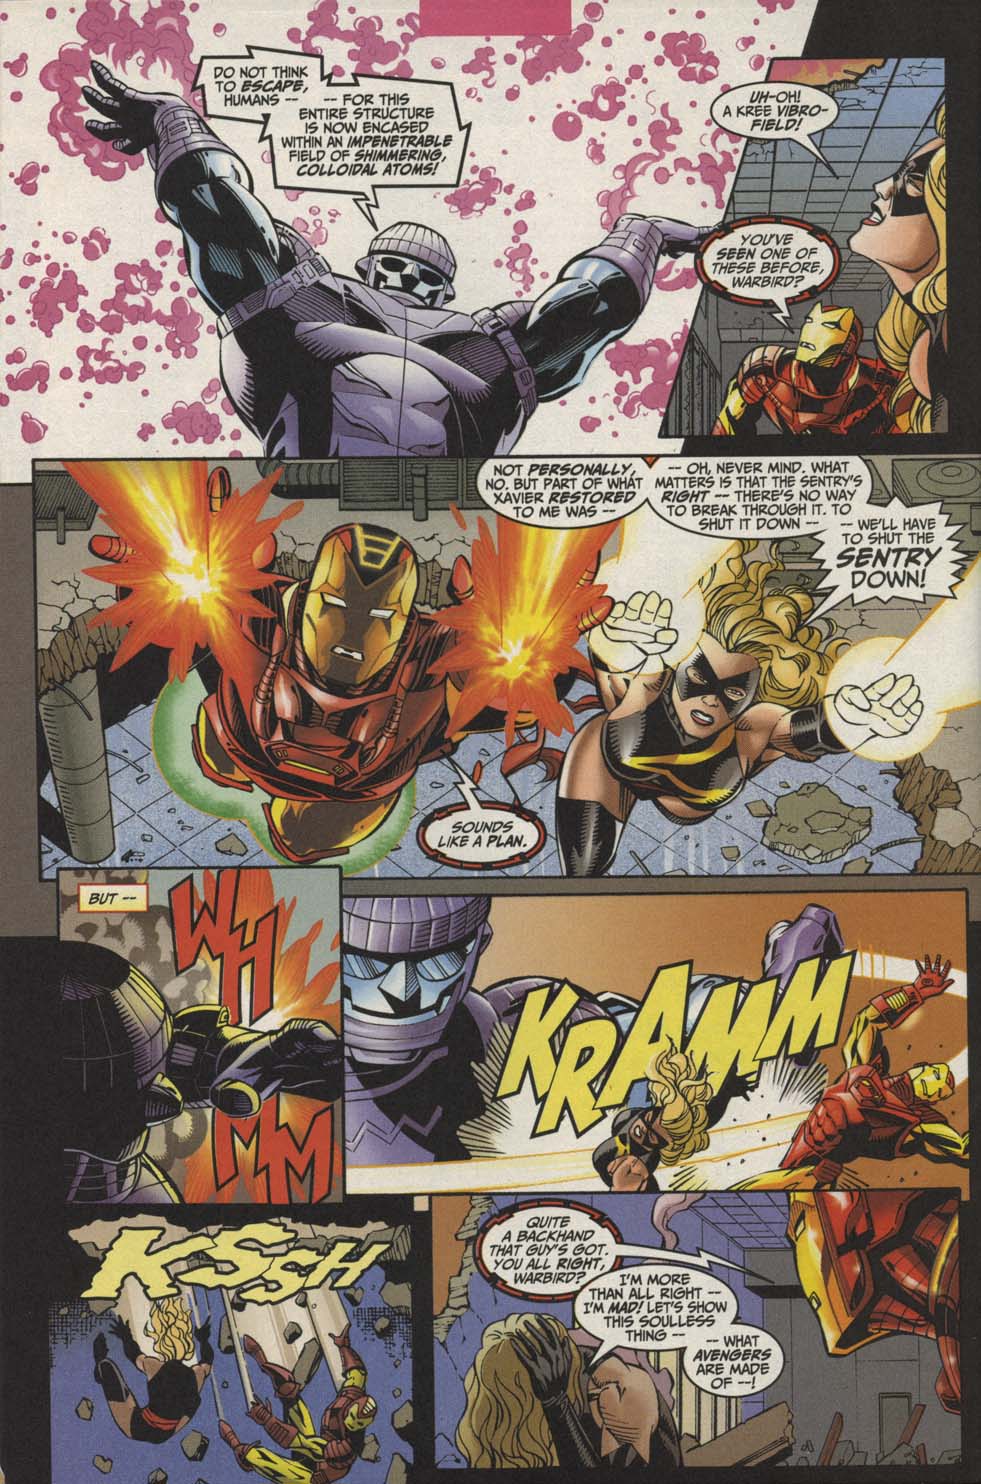 DO NOT THINK
TO ESCAPE,
HUMANS --
-- FOR THIS
ENTIRE STRUCTURE
IS NOW ENCASED
WITHIN AN IMPENETRABLE
FIELD OF SHIMMERING,
COLLOIDAL ATOMS!
UH-OH!
A KREE VIBRO-
FIELD!
YOU'VE
SEEN ONE OF
THESE BEFORE,
WARBIRD?
NOT PERSONALLY,
NO. BUT PART OF WHAT
XAVIER RESTORED
TO ME WAS --
-- OH, NEVER MIND. WHAT
MATTERS IS THAT THE SENTRY'S
RIGHT -- THERE'S NO WAY
TO BREAK THROUGH IT. TO
SHUT IT DOWN --
-- WE'LL HAVE
TO SHUT THE
SENTRY
DOWN!
SOUNDS
LIKE A PLAN.
BUT --
WH
MMM
KRAMM
KSSSH
QUITE
A BACKHAND
THAT GUY'S GOT.
YOU ALL RIGHT,
WARBIRD?
I'M MORE
THAN ALL RIGHT --
I'M MAD! LET'S SHOW
THIS SOULLESS
THING --
-- WHAT
AVENGERS
ARE MADE
OF --!